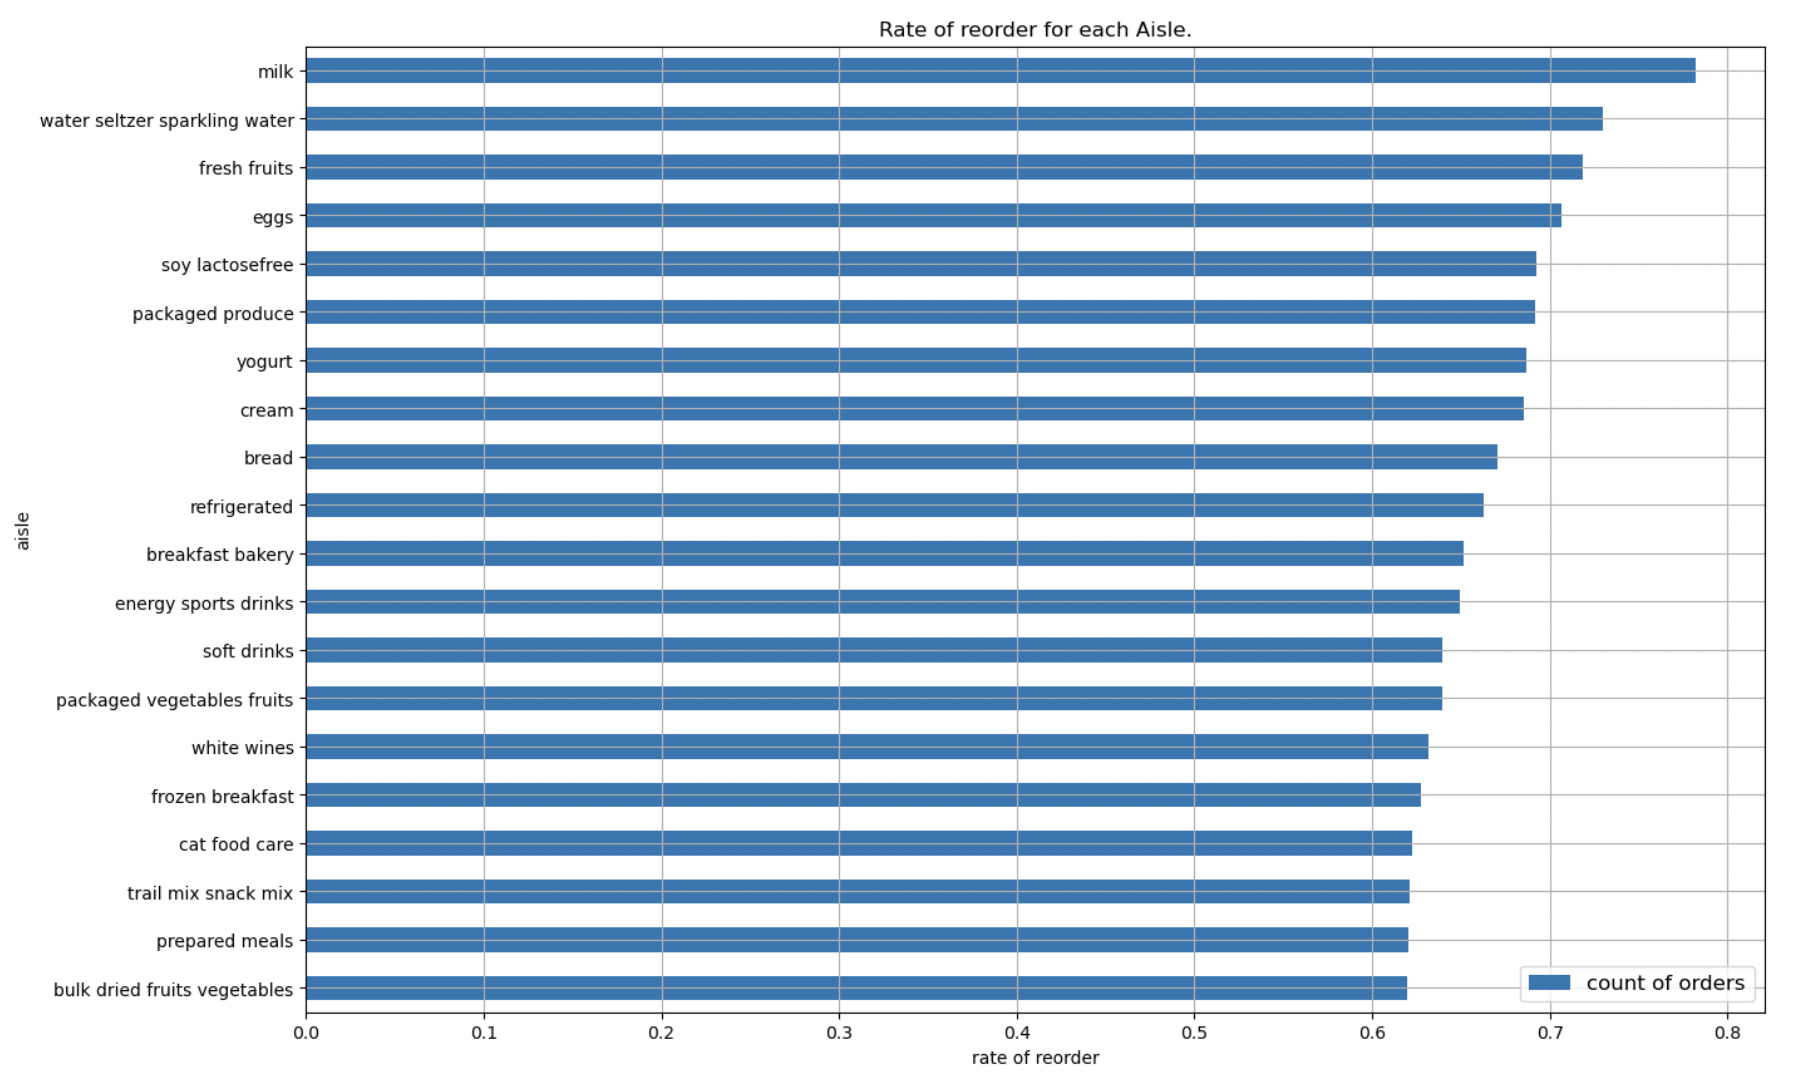 Rate of reorder for each Aisle.
milk
water seltzer sparkling water
fresh fruits
eggs
soy lactosefree
packaged produce
yogurt
cream
bread
refrigerated
breakfast bakery
energy sports drinks
soft drinks
packaged vegetables fruits
white wines
frozen breakfast
cat food care
trail mix snack mix
prepared meals
bulk dried fruits vegetables
aisle
count of orders
0.0 0.1 0.2 0.3 0.4 0.5 0.6 0.7 0.8
rate of reorder